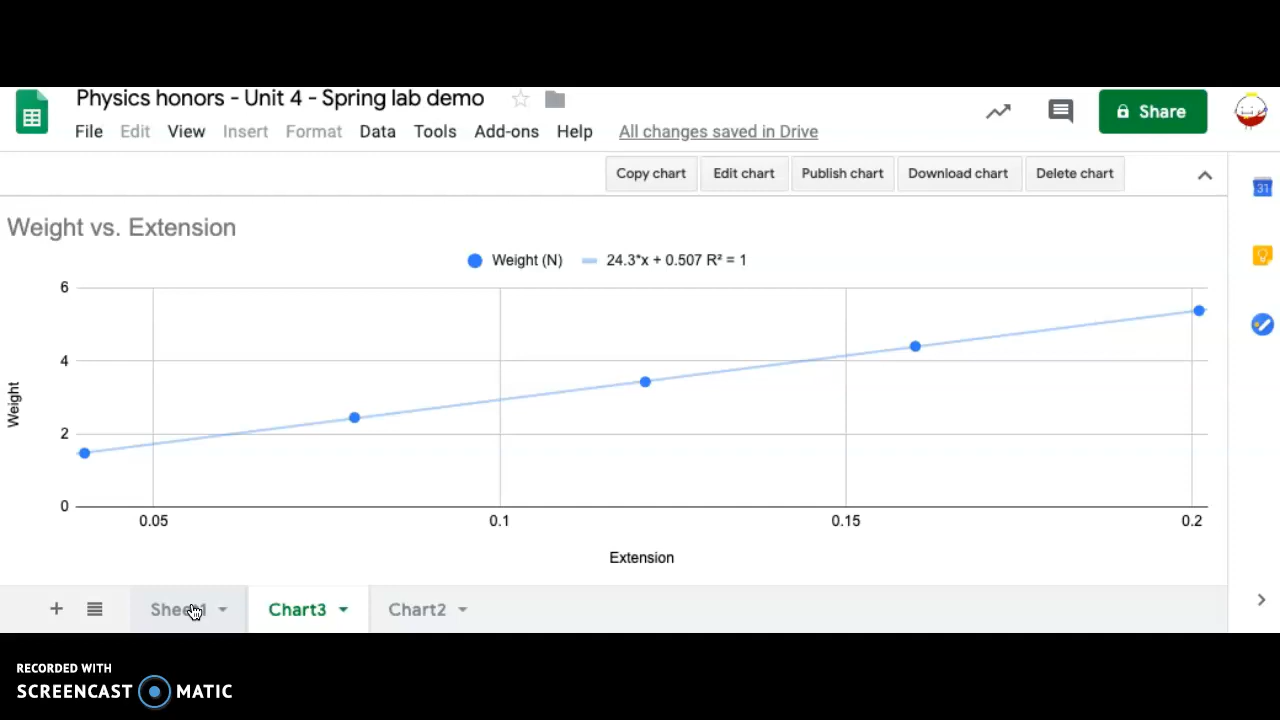 Physics honors - Unit 4 - Spring lab demo
File Edit View Insert Format Data Tools Add-ons Help All changes saved in Drive
Share
Copy chart Edit chart Publish chart Download chart Delete chart
31
Weight vs. Extension
Weight (N) 24.3*x + 0.507 R² = 1
6
4
2
0
Weight
0.05 0.1 0.15 0.2
Extension
+ Sheet1 Chart3 Chart2
RECORDED WITH
SCREENCAST MATIC